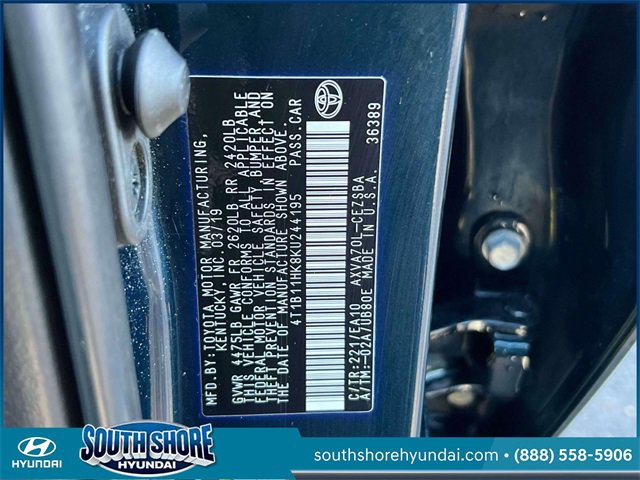 MFD. BY: TOYOTA MOTOR MANUFACTURING,
KENTUCKY, INC. 03/19
GVWR 4475LB GAWR FR 2620LB RR 2420LB
THIS VEHICLE CONFORMS TO ALL APPLICABLE
FEDERAL MOTOR VEHICLE SAFETY, BUMPER, AND
THEFT PREVENTION STANDARDS IN EFFECT ON
THE DATE OF MANUFACTURE SHOWN ABOVE.
4T1B11HK8KU244195 PASS. CAR
C/TR:221/EA10 AXVA70L-CEZSBA
A/TM:-02A/UB80E MADE IN U.S.A. 36389
HYUNDAI
SOUTH SHORE
HYUNDAI
southshorehyundai.com • (888) 558-5906